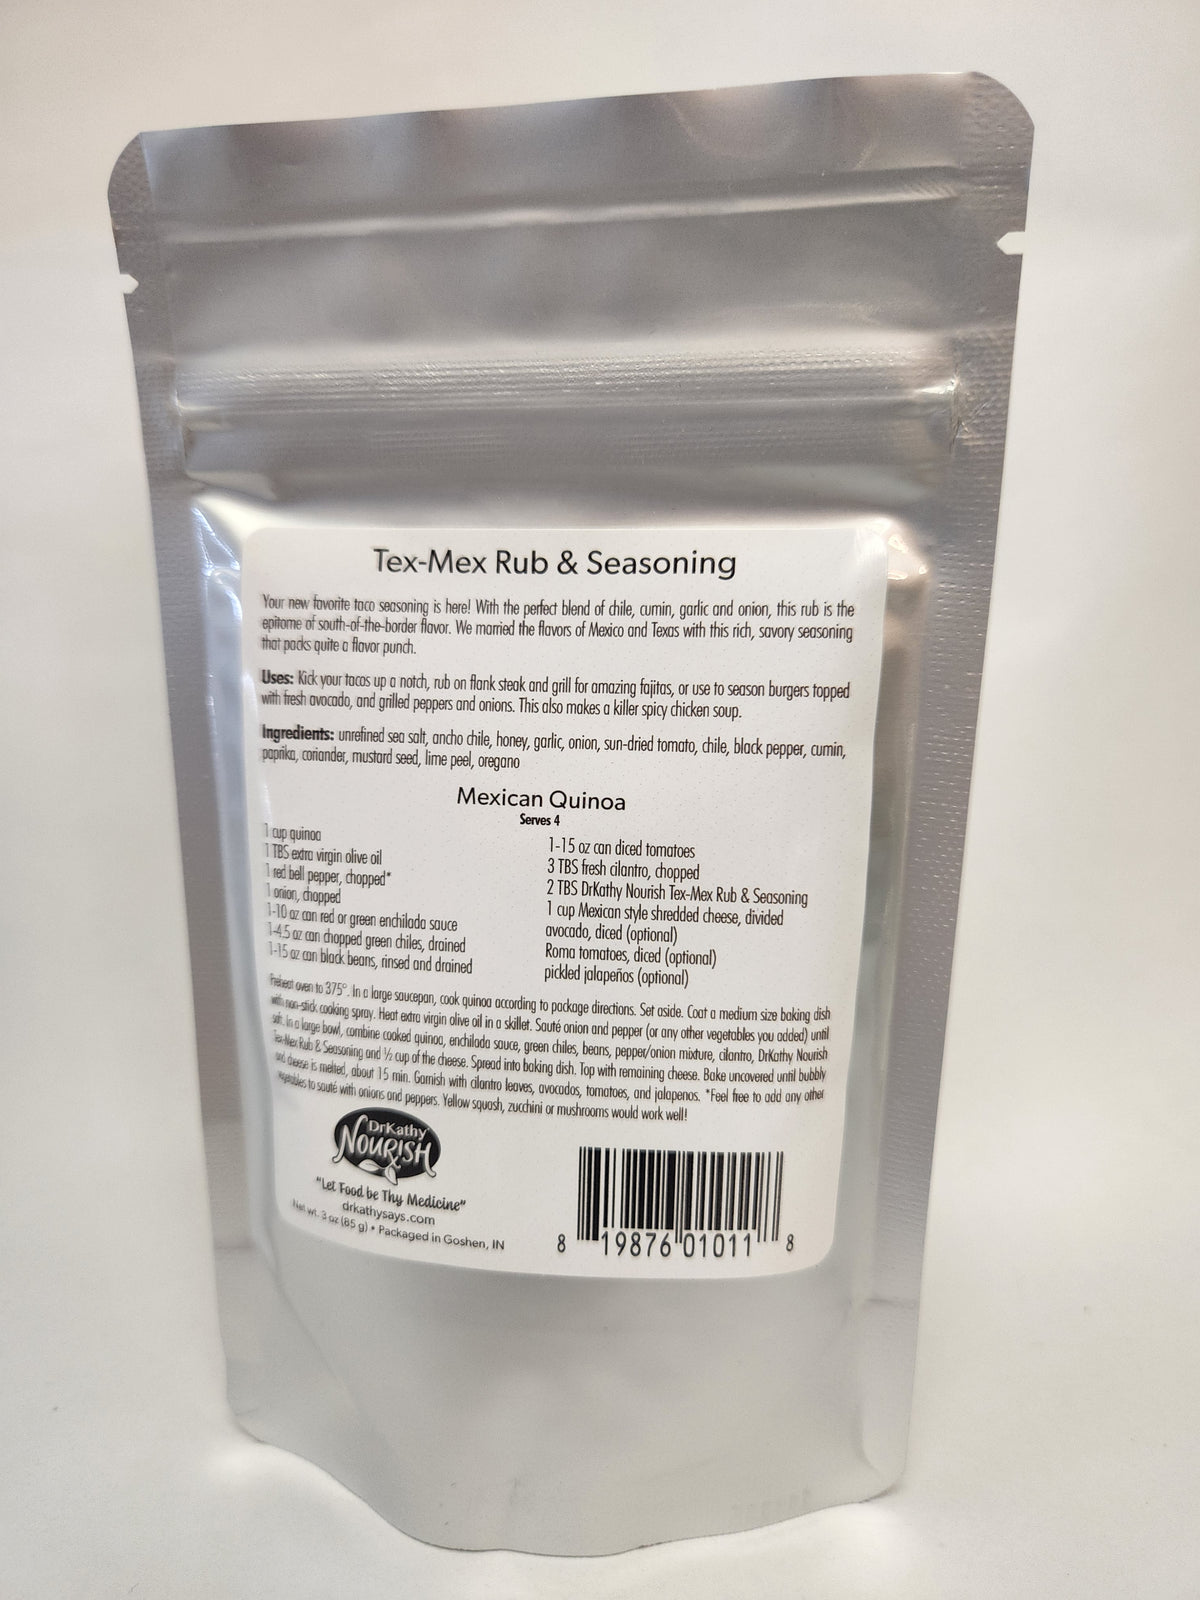 Tex-Mex Rub & Seasoning
Your new favorite taco seasoning is here! With the perfect blend of chile, cumin, garlic and onion, this rub is the
epitome of south-of-the-border flavor. We married the flavors of Mexico and Texas with this rich, savory seasoning
that packs quite a flavor punch.
Uses: Kick your tacos up a notch, rub on flank steak and grill for amazing fajitas, or use to season burgers topped
with fresh avocado, and grilled peppers and onions. This also makes a killer spicy chicken soup.
Ingredients: unrefined sea salt, ancho chile, honey, garlic, onion, sun-dried tomato, chile, black pepper, cumin,
paprika, coriander, mustard seed, lime peel, oregano
Mexican Quinoa
Serves 4
1 cup quinoa
1 TBS extra virgin olive oil
1 red bell pepper, chopped*
1 onion, chopped
1-10 oz can red or green enchilada sauce
1-4.5 oz can chopped green chiles, drained
1-15 oz can black beans, rinsed and drained
1-15 oz can diced tomatoes
3 TBS fresh cilantro, chopped
2 TBS DrKathy Nourish Tex-Mex Rub & Seasoning
1 cup Mexican style shredded cheese, divided
avocado, diced (optional)
Roma tomatoes, diced (optional)
pickled jalapeños (optional)
Preheat oven to 375°. In a large saucepan, cook quinoa according to package directions. Set aside. Coat a medium size baking dish
with non-stick cooking spray. Heat extra virgin olive oil in a skillet. Sauté onion and pepper (or any other vegetables you added) until
soft. In a large bowl, combine cooked quinoa, enchilada sauce, green chiles, beans, pepper/onion mixture, cilantro, DrKathy Nourish
Tex-Mex Rub & Seasoning and ½ cup of the cheese. Spread into baking dish. Top with remaining cheese. Bake uncovered until bubbly
and cheese is melted, about 15 min. Garnish with cilantro leaves, avocados, tomatoes, and jalapenos. *Feel free to add any other
vegetables to sauté with onions and peppers. Yellow squash, zucchini or mushrooms would work well!
DrKathy
NOURISH
"Let Food be Thy Medicine"
drkathysays.com
Net wt. 3 oz (85 g) • Packaged in Goshen, IN
8 19876 01011 8